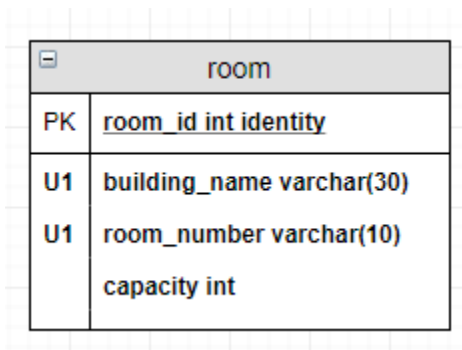 room
PK room_id int identity
U1 building_name varchar(30)
U1 room_number varchar(10)
capacity int